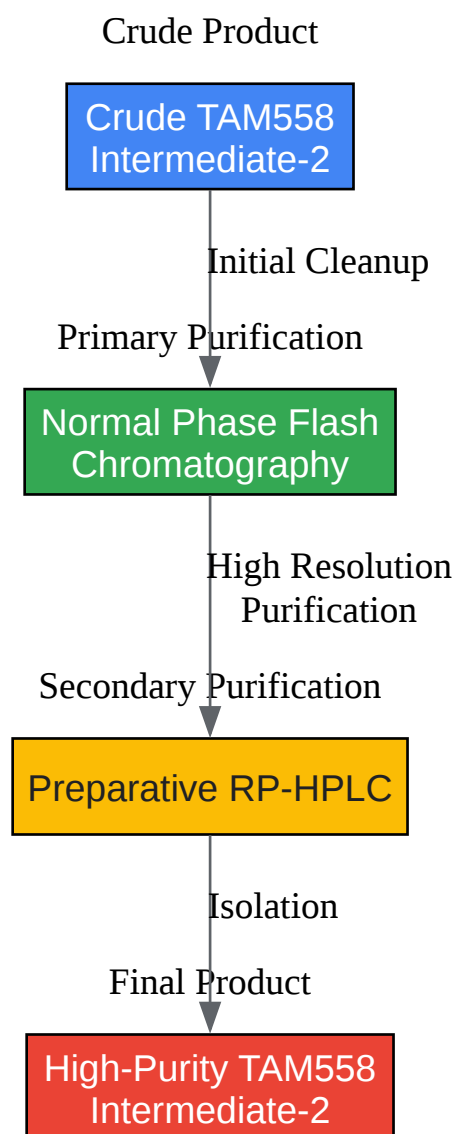 Crude Product
Crude TAM558
Intermediate-2
Initial Cleanup
Primary Purification
Normal Phase Flash
Chromatography
High Resolution
Purification
Secondary Purification
Preparative RP-HPLC
Isolation
Final Product
High-Purity TAM558
Intermediate-2